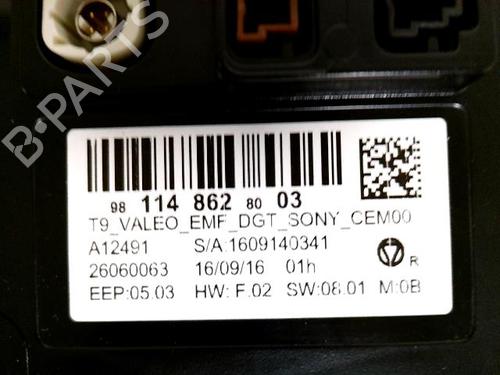 B-PARTS
98 114 862 80 03
T9_VALEO_EMF_DGT_SONY_CEM00
A12491 S/A:1609140341
26060063 16/09/16 01h R
EEP:05.03 HW: F.02 SW:08.01 M:0B